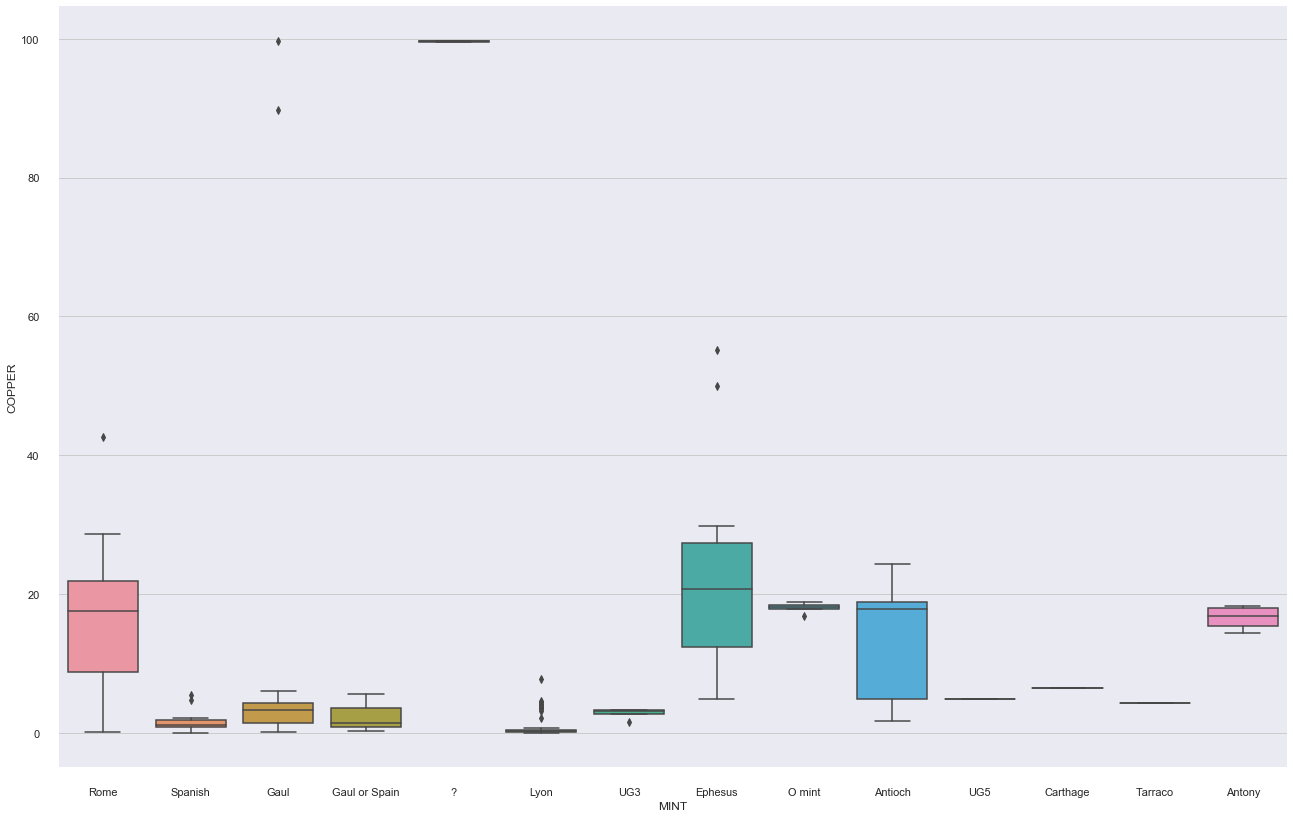 100
80
60
40
20
0
COPPER
Rome Spanish Gaul Gaul or Spain ? Lyon UG3 Ephesus O mint Antioch UG5 Carthage Tarraco Antony
MINT